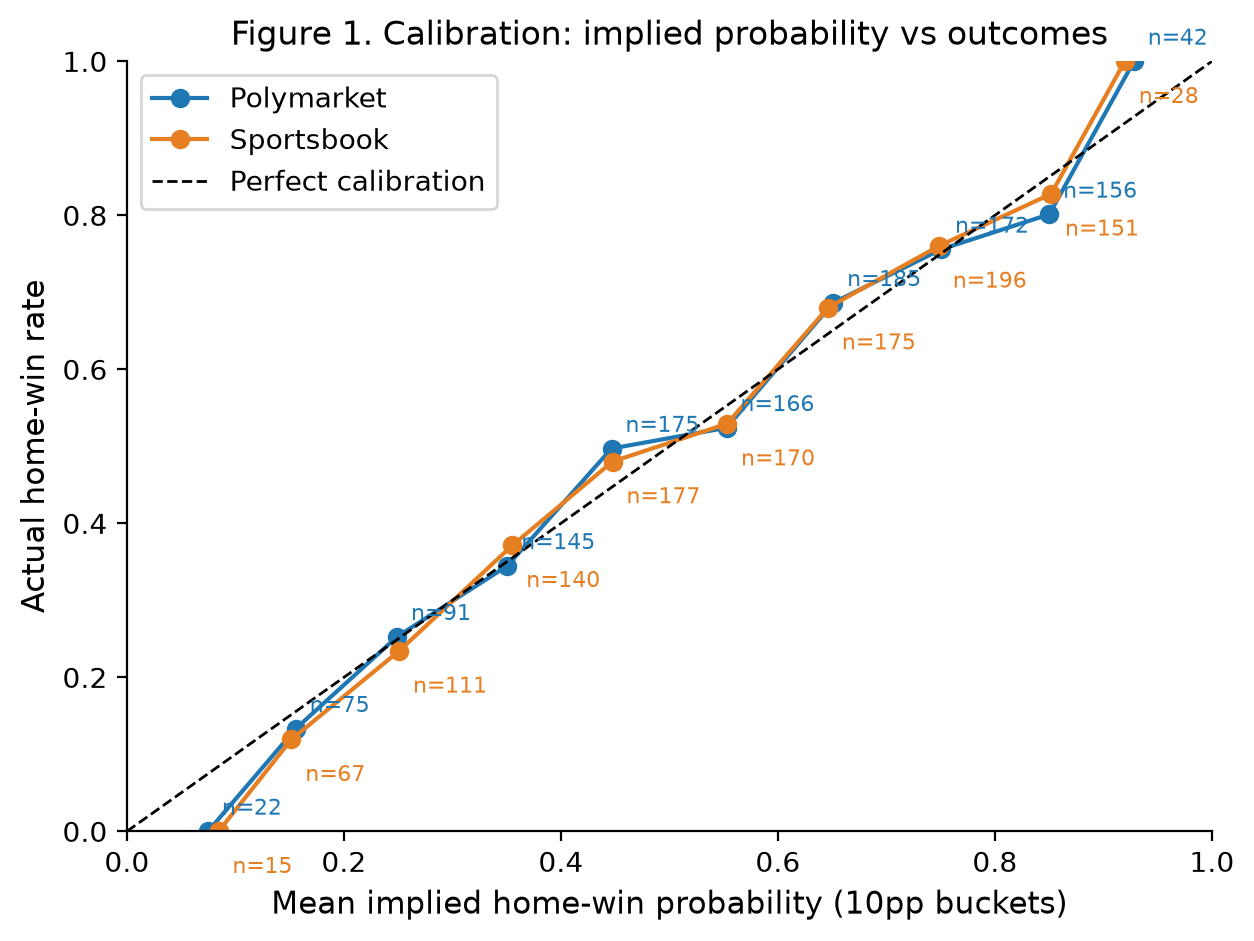 Figure 1. Calibration: implied probability vs outcomes
n=42
1.0
Polymarket
Sportsbook
Perfect calibration
n=28
n=156
0.8
n=172
n=151
n=185
n=196
n=175
0.6
n=166
n=175
n=170
n=177
0.4
n=145
n=140
n=91
0.2
n=111
n=75
n=67
n=22
0.0
n=15
0.0 0.2 0.4 0.6 0.8 1.0
Mean implied home-win probability (10pp buckets)
Actual home-win rate